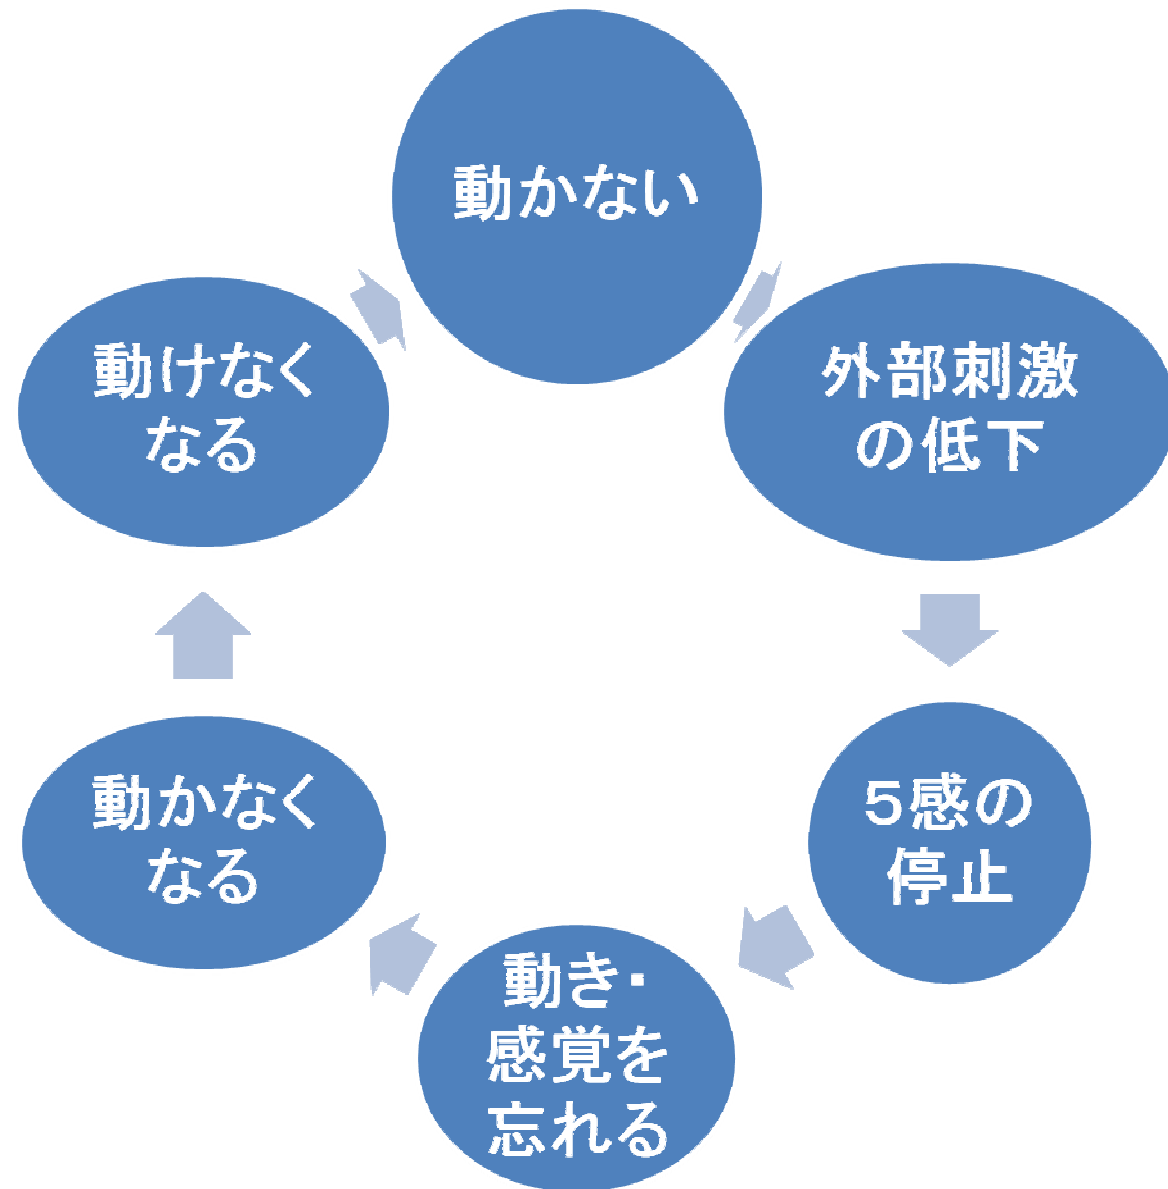 動かない
外部刺激
の低下
5感の
停止
動き・
感覚を
忘れる
動かなく
なる
動けなく
なる